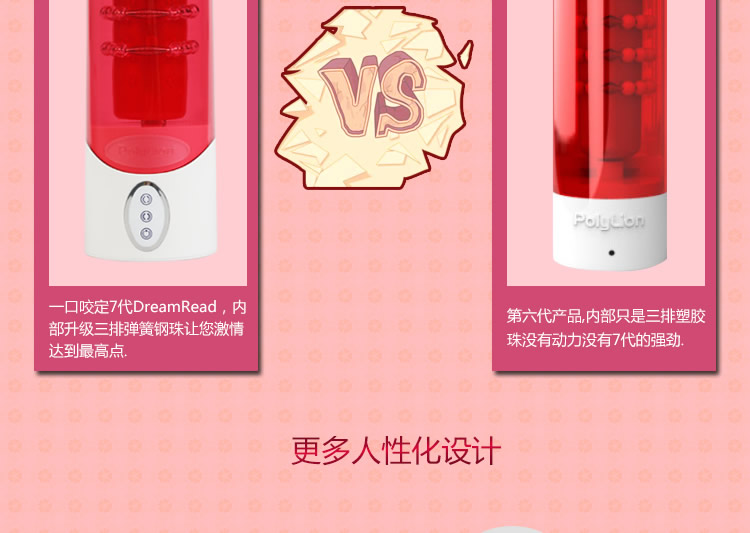 VS
PolyLion
一口咬定7代DreamRead，内
部升级三排弹簧钢珠让您激情
达到最高点.
第六代产品,内部只是三排塑胶
珠没有动力没有7代的强劲.
更多人性化设计